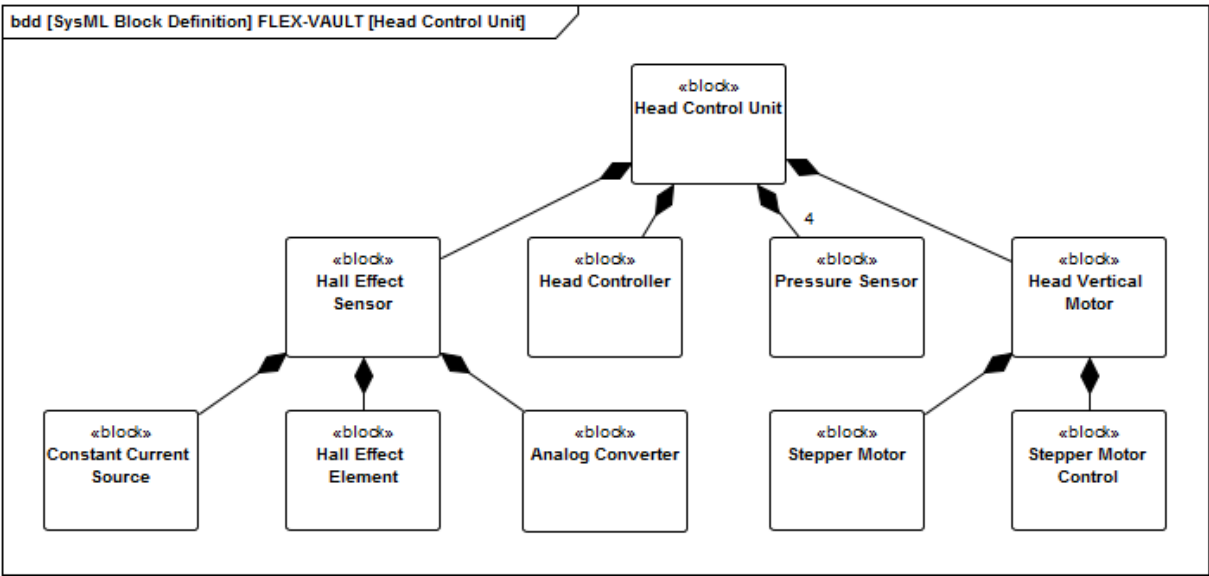 bdd [SysML Block Definition] FLEX-VAULT [Head Control Unit]
«block»
Head Control Unit
4
«block»
Hall Effect
Sensor
«block»
Head Controller
«block»
Pressure Sensor
«block»
Head Vertical
Motor
«block»
Constant Current
Source
«block»
Hall Effect
Element
«block»
Analog Converter
«block»
Stepper Motor
«block»
Stepper Motor
Control